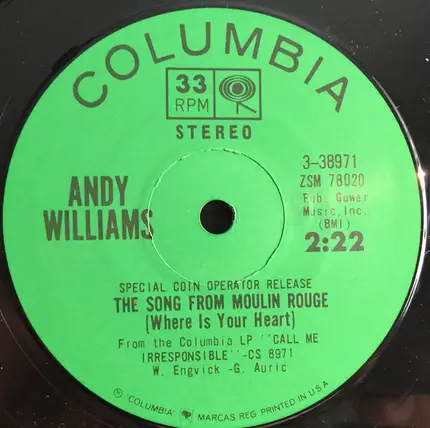 COLUMBIA
33
RPM
STEREO
ANDY
WILLIAMS
3-38971
ZSM 78020
Pub. Gower
Music, Inc.
(BMI)
2:22
SPECIAL COIN OPERATOR RELEASE
THE SONG FROM MOULIN ROUGE
(Where Is Your Heart)
From the Columbia LP ''CALL ME
IRRESPONSIBLE''-CS 8971
W. Engvick -G. Auric
"COLUMBIA" MARCAS REG. PRINTED IN U.S.A.